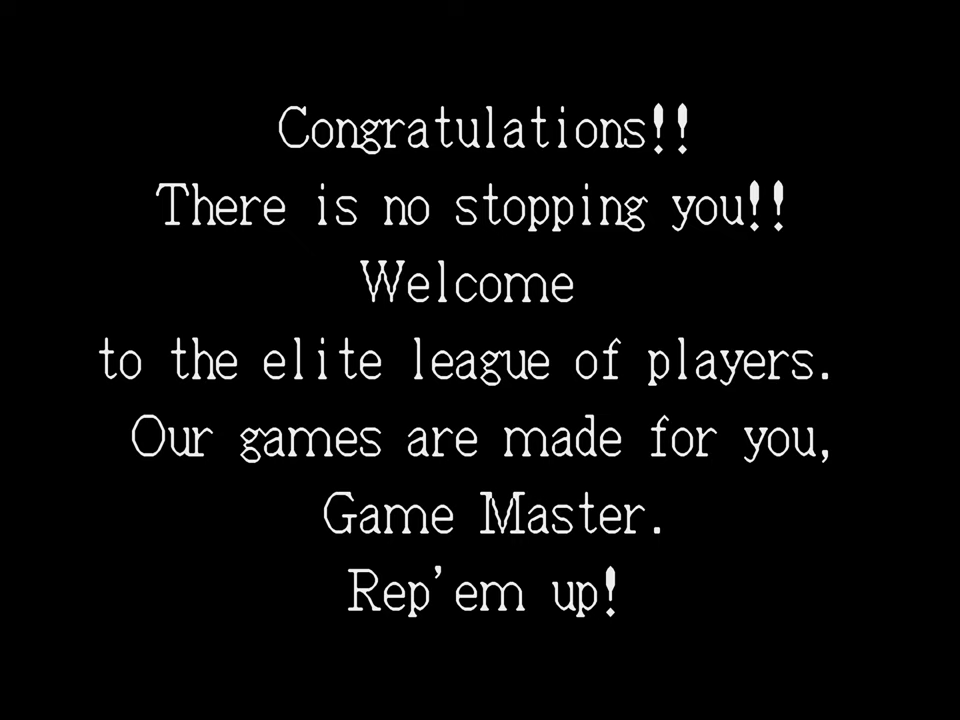 Congratulations!!
There is no stopping you!!
Welcome
to the elite league of players.
Our games are made for you,
Game Master.
Rep'em up!